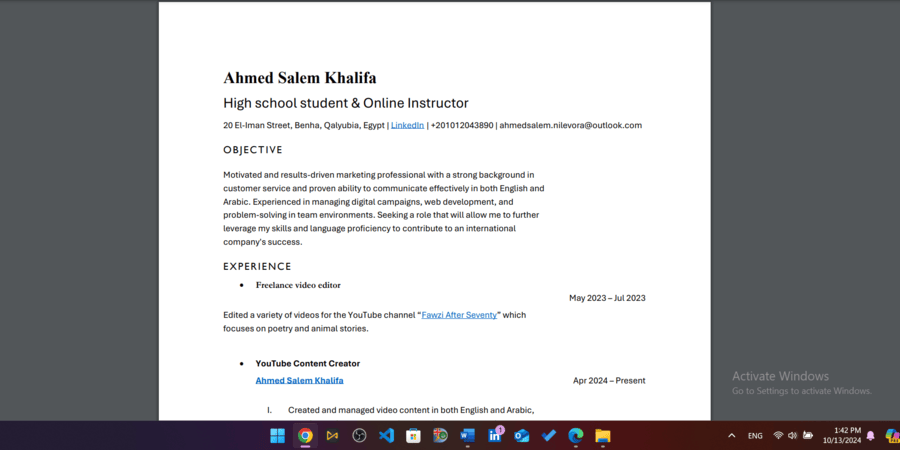 Ahmed Salem Khalifa
High school student & Online Instructor
20 El-Iman Street, Benha, Qalyubia, Egypt | LinkedIn | +201012043890 | ahmedsalem.nilevora@outlook.com
OBJECTIVE
Motivated and results-driven marketing professional with a strong background in
customer service and proven ability to communicate effectively in both English and
Arabic. Experienced in managing digital campaigns, web development, and
problem-solving in team environments. Seeking a role that will allow me to further
leverage my skills and language proficiency to contribute to an international
company's success.
EXPERIENCE
• Freelance video editor
May 2023 – Jul 2023
Edited a variety of videos for the YouTube channel "Fawzi After Seventy" which
focuses on poetry and animal stories.
• YouTube Content Creator
Ahmed Salem Khalifa Apr 2024 – Present
I. Created and managed video content in both English and Arabic,
Activate Windows
Go to Settings to activate Windows.
1
ENG
1:42 PM
10/13/2024